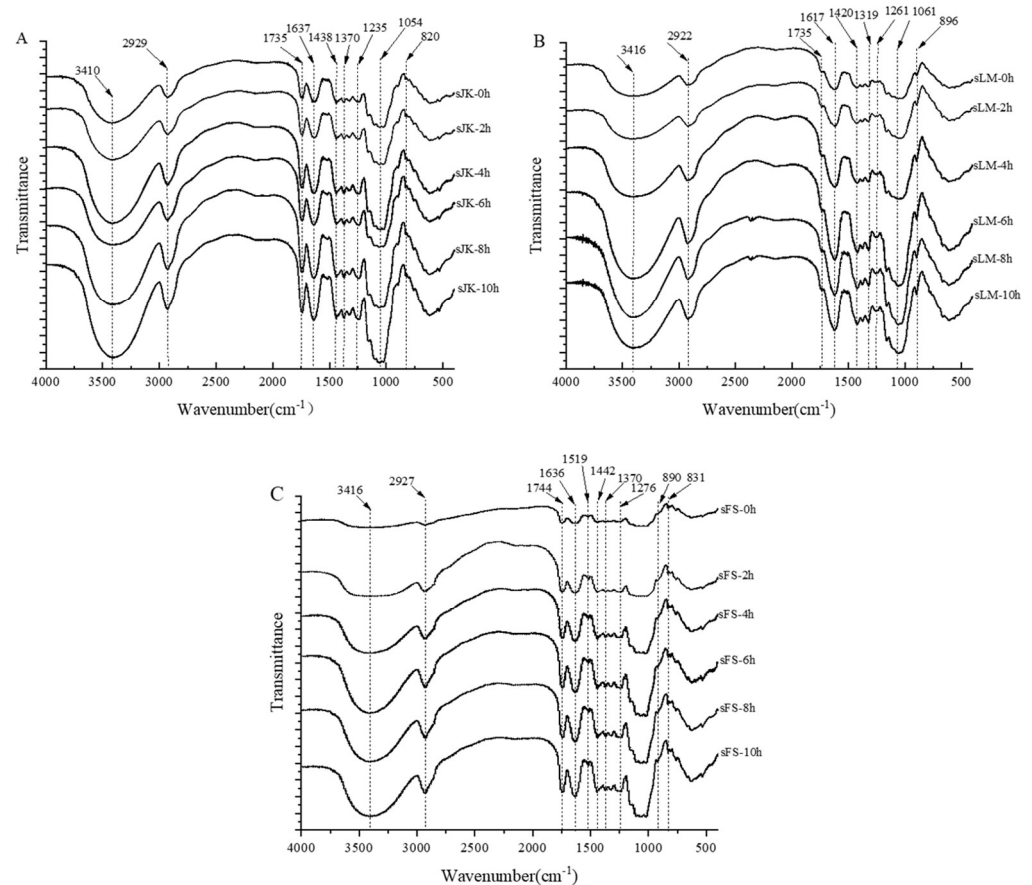 A
3410
2929
1735
1637
1438
1370
1235
1054
820
sJK-0h
sJK-2h
sJK-4h
sJK-6h
sJK-8h
sJK-10h
Transmittance
4000 3500 3000 2500 2000 1500 1000 500
Wavenumber(cm-1)
B
3416
2922
1735
1617
1420
1319
1261
1061
896
sLM-0h
sLM-2h
sLM-4h
sLM-6h
sLM-8h
sLM-10h
Transmittance
4000 3500 3000 2500 2000 1500 1000 500
Wavenumber(cm-1)
C
3416
2927
1744
1636
1519
1442
1370
1276
890
831
sFS-0h
sFS-2h
sFS-4h
sFS-6h
sFS-8h
sFS-10h
Transmittance
4000 3500 3000 2500 2000 1500 1000 500
Wavenumber(cm-1)